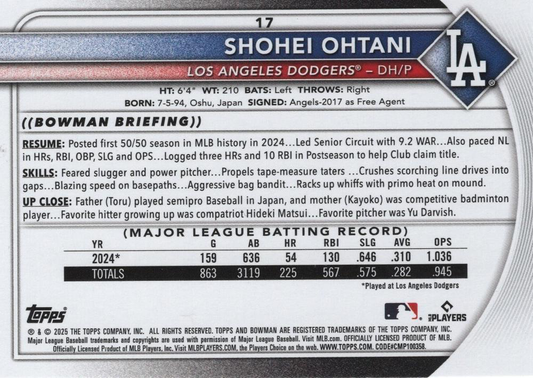 17
SHOHEI OHTANI
LOS ANGELES DODGERS® – DH/P
LA
HT: 6'4" WT: 210 BATS: Left THROWS: Right
BORN: 7-5-94, Oshu, Japan SIGNED: Angels-2017 as Free Agent
((BOWMAN BRIEFING))
RESUME: Posted first 50/50 season in MLB history in 2024...Led Senior Circuit with 9.2 WAR...Also paced NL
in HRs, RBI, OBP, SLG and OPS...Logged three HRs and 10 RBI in Postseason to help Club claim title.
SKILLS: Feared slugger and power pitcher...Propels tape-measure taters ...Crushes scorching line drives into
gaps...Blazing speed on basepaths...Aggressive bag bandit...Racks up whiffs with primo heat on mound.
UP CLOSE: Father (Toru) played semipro Baseball in Japan, and mother (Kayoko) was competitive badminton
player...Favorite hitter growing up was compatriot Hideki Matsui...Favorite pitcher was Yu Darvish.
(MAJOR LEAGUE BATTING RECORD)
YR G AB HR RBI SLG AVG OPS
2024* 159 636 54 130 .646 .310 1.036
TOTALS 863 3119 225 567 .575 .282 .945
*Played at Los Angeles Dodgers
Topps
MLB PLAYERS
® & © 2025 THE TOPPS COMPANY, INC. ALL RIGHTS RESERVED. TOPPS AND BOWMAN ARE REGISTERED TRADEMARKS OF THE TOPPS COMPANY, INC.
Major League Baseball trademarks and copyrights are used with permission of Major League Baseball. Visit MLB.com. OFFICIALLY LICENSED PRODUCT OF MLB.
Officially Licensed Product of MLB Players, Inc. Visit MLBPLAYERS.COM, the Players Choice on the web. WWW.TOPPS.COM. CODE#CMP100358.